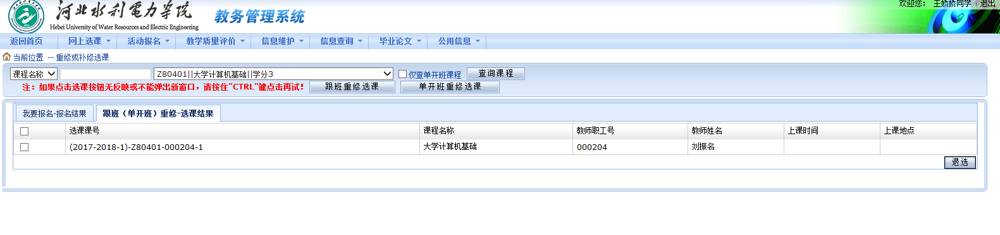 河北水利電力学院
Hebei University of Water Resources and Electric Engineering
教务管理系统
欢迎您： 王娇娇同学 | 退出
返回首页 网上选课 活动报名 教学质量评价 信息维护 信息查询 毕业论文 公用信息
当前位置 -- 重修或补修选课
课程名称 Z80401||大学计算机基础||学分3 仅查单开班课程 查询课程
注：如果点击选课按钮无反映或不能弹出新窗口，请按住"CTRL"键点击再试! 跟班重修选课 单开班重修选课
我要报名-报名结果 跟班（单开班）重修-选课结果
选课课号 课程名称 教师职工号 教师姓名 上课时间 上课地点
(2017-2018-1)-Z80401-000204-1 大学计算机基础 000204 刘振名
退选